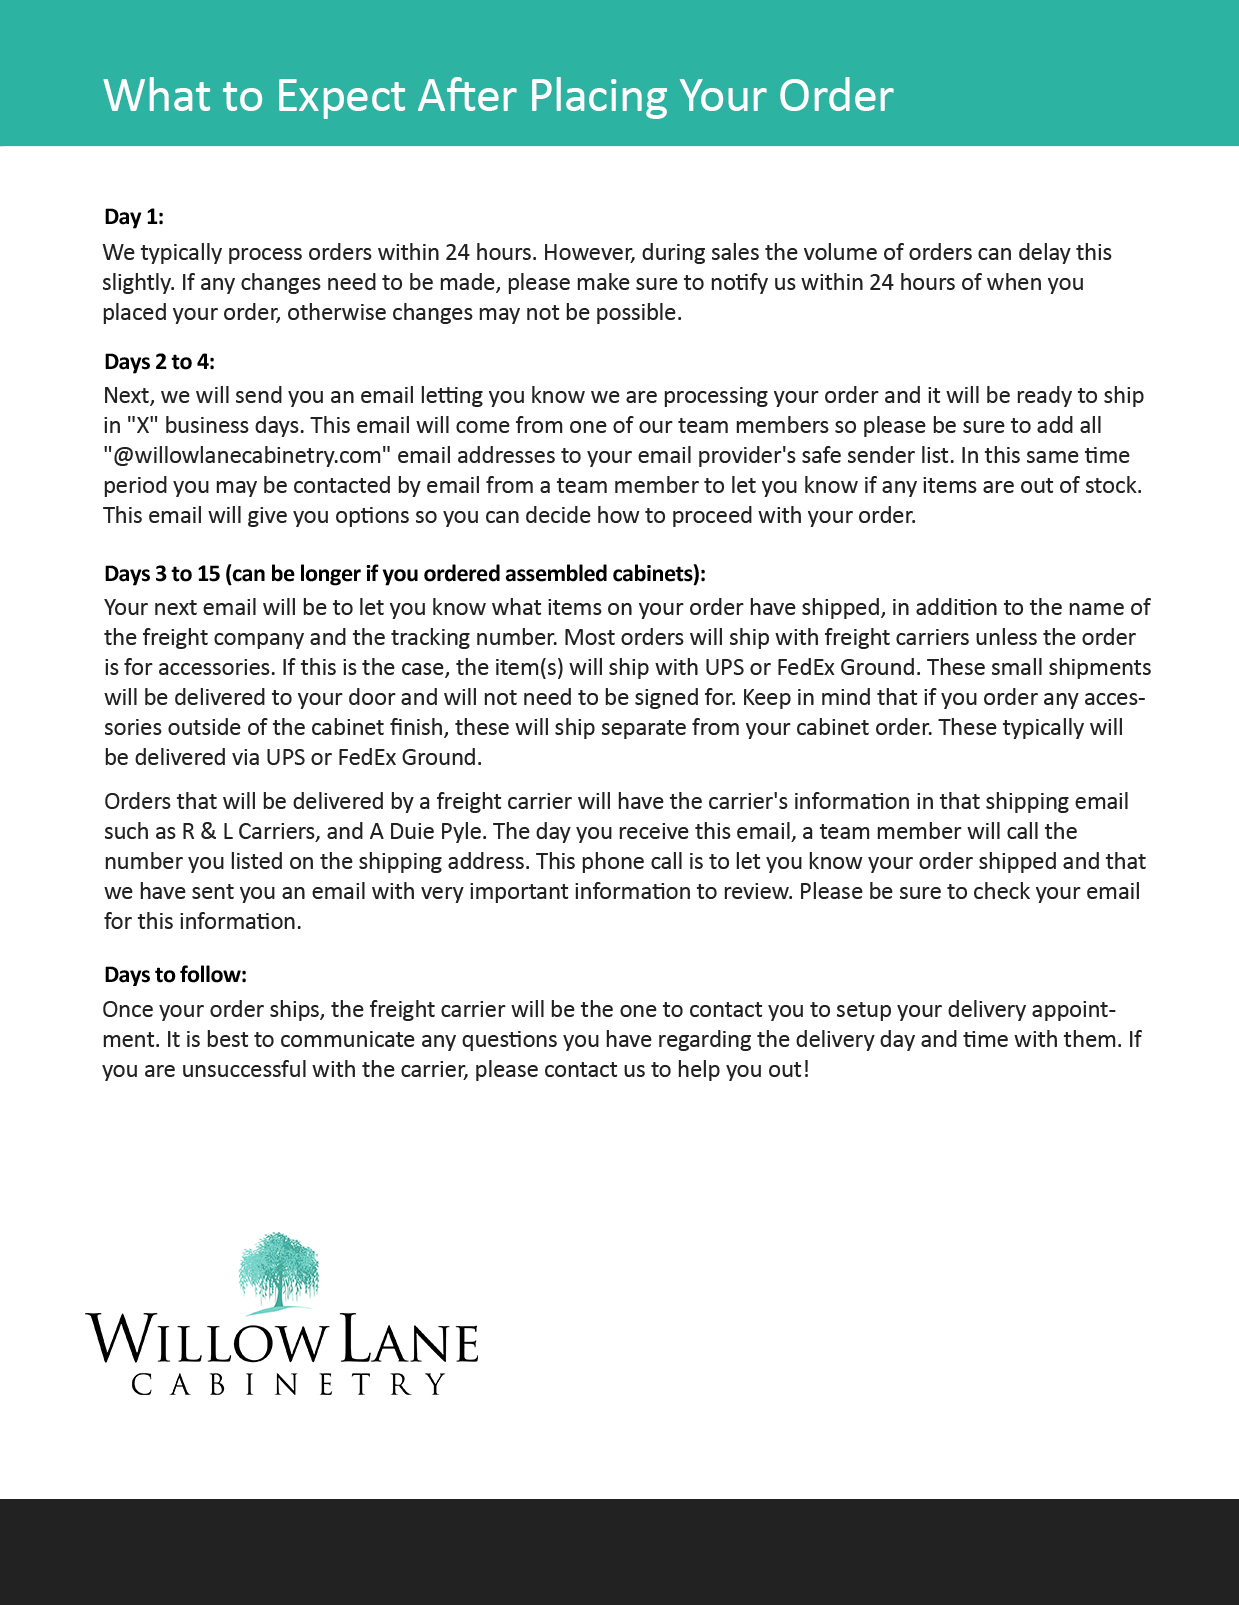 What to Expect After Placing Your Order
Day 1:
We typically process orders within 24 hours. However, during sales the volume of orders can delay this
slightly. If any changes need to be made, please make sure to notify us within 24 hours of when you
placed your order, otherwise changes may not be possible.
Days 2 to 4:
Next, we will send you an email letting you know we are processing your order and it will be ready to ship
in "X" business days. This email will come from one of our team members so please be sure to add all
"@willowlanecabinetry.com" email addresses to your email provider's safe sender list. In this same time
period you may be contacted by email from a team member to let you know if any items are out of stock.
This email will give you options so you can decide how to proceed with your order.
Days 3 to 15 (can be longer if you ordered assembled cabinets):
Your next email will be to let you know what items on your order have shipped, in addition to the name of
the freight company and the tracking number. Most orders will ship with freight carriers unless the order
is for accessories. If this is the case, the item(s) will ship with UPS or FedEx Ground. These small shipments
will be delivered to your door and will not need to be signed for. Keep in mind that if you order any acces-
sories outside of the cabinet finish, these will ship separate from your cabinet order. These typically will
be delivered via UPS or FedEx Ground.
Orders that will be delivered by a freight carrier will have the carrier's information in that shipping email
such as R & L Carriers, and A Duie Pyle. The day you receive this email, a team member will call the
number you listed on the shipping address. This phone call is to let you know your order shipped and that
we have sent you an email with very important information to review. Please be sure to check your email
for this information.
Days to follow:
Once your order ships, the freight carrier will be the one to contact you to setup your delivery appoint-
ment. It is best to communicate any questions you have regarding the delivery day and time with them. If
you are unsuccessful with the carrier, please contact us to help you out!
WILLOW LANE
CABINETRY